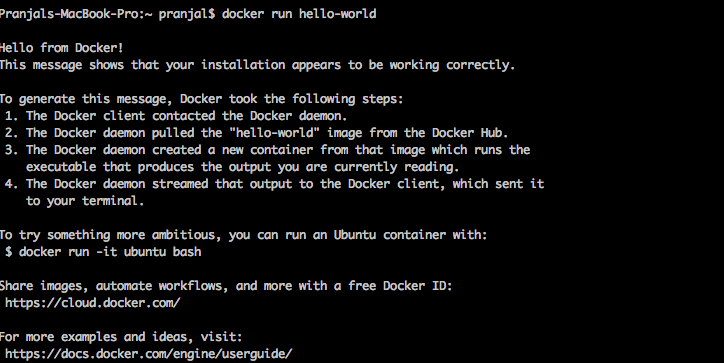 Pranjals-MacBook-Pro:~ pranjal$ docker run hello-world
Hello from Docker!
This message shows that your installation appears to be working correctly.
To generate this message, Docker took the following steps:
1. The Docker client contacted the Docker daemon.
2. The Docker daemon pulled the "hello-world" image from the Docker Hub.
3. The Docker daemon created a new container from that image which runs the
executable that produces the output you are currently reading.
4. The Docker daemon streamed that output to the Docker client, which sent it
to your terminal.
To try something more ambitious, you can run an Ubuntu container with:
$ docker run -it ubuntu bash
Share images, automate workflows, and more with a free Docker ID:
https://cloud.docker.com/
For more examples and ideas, visit:
https://docs.docker.com/engine/userguide/